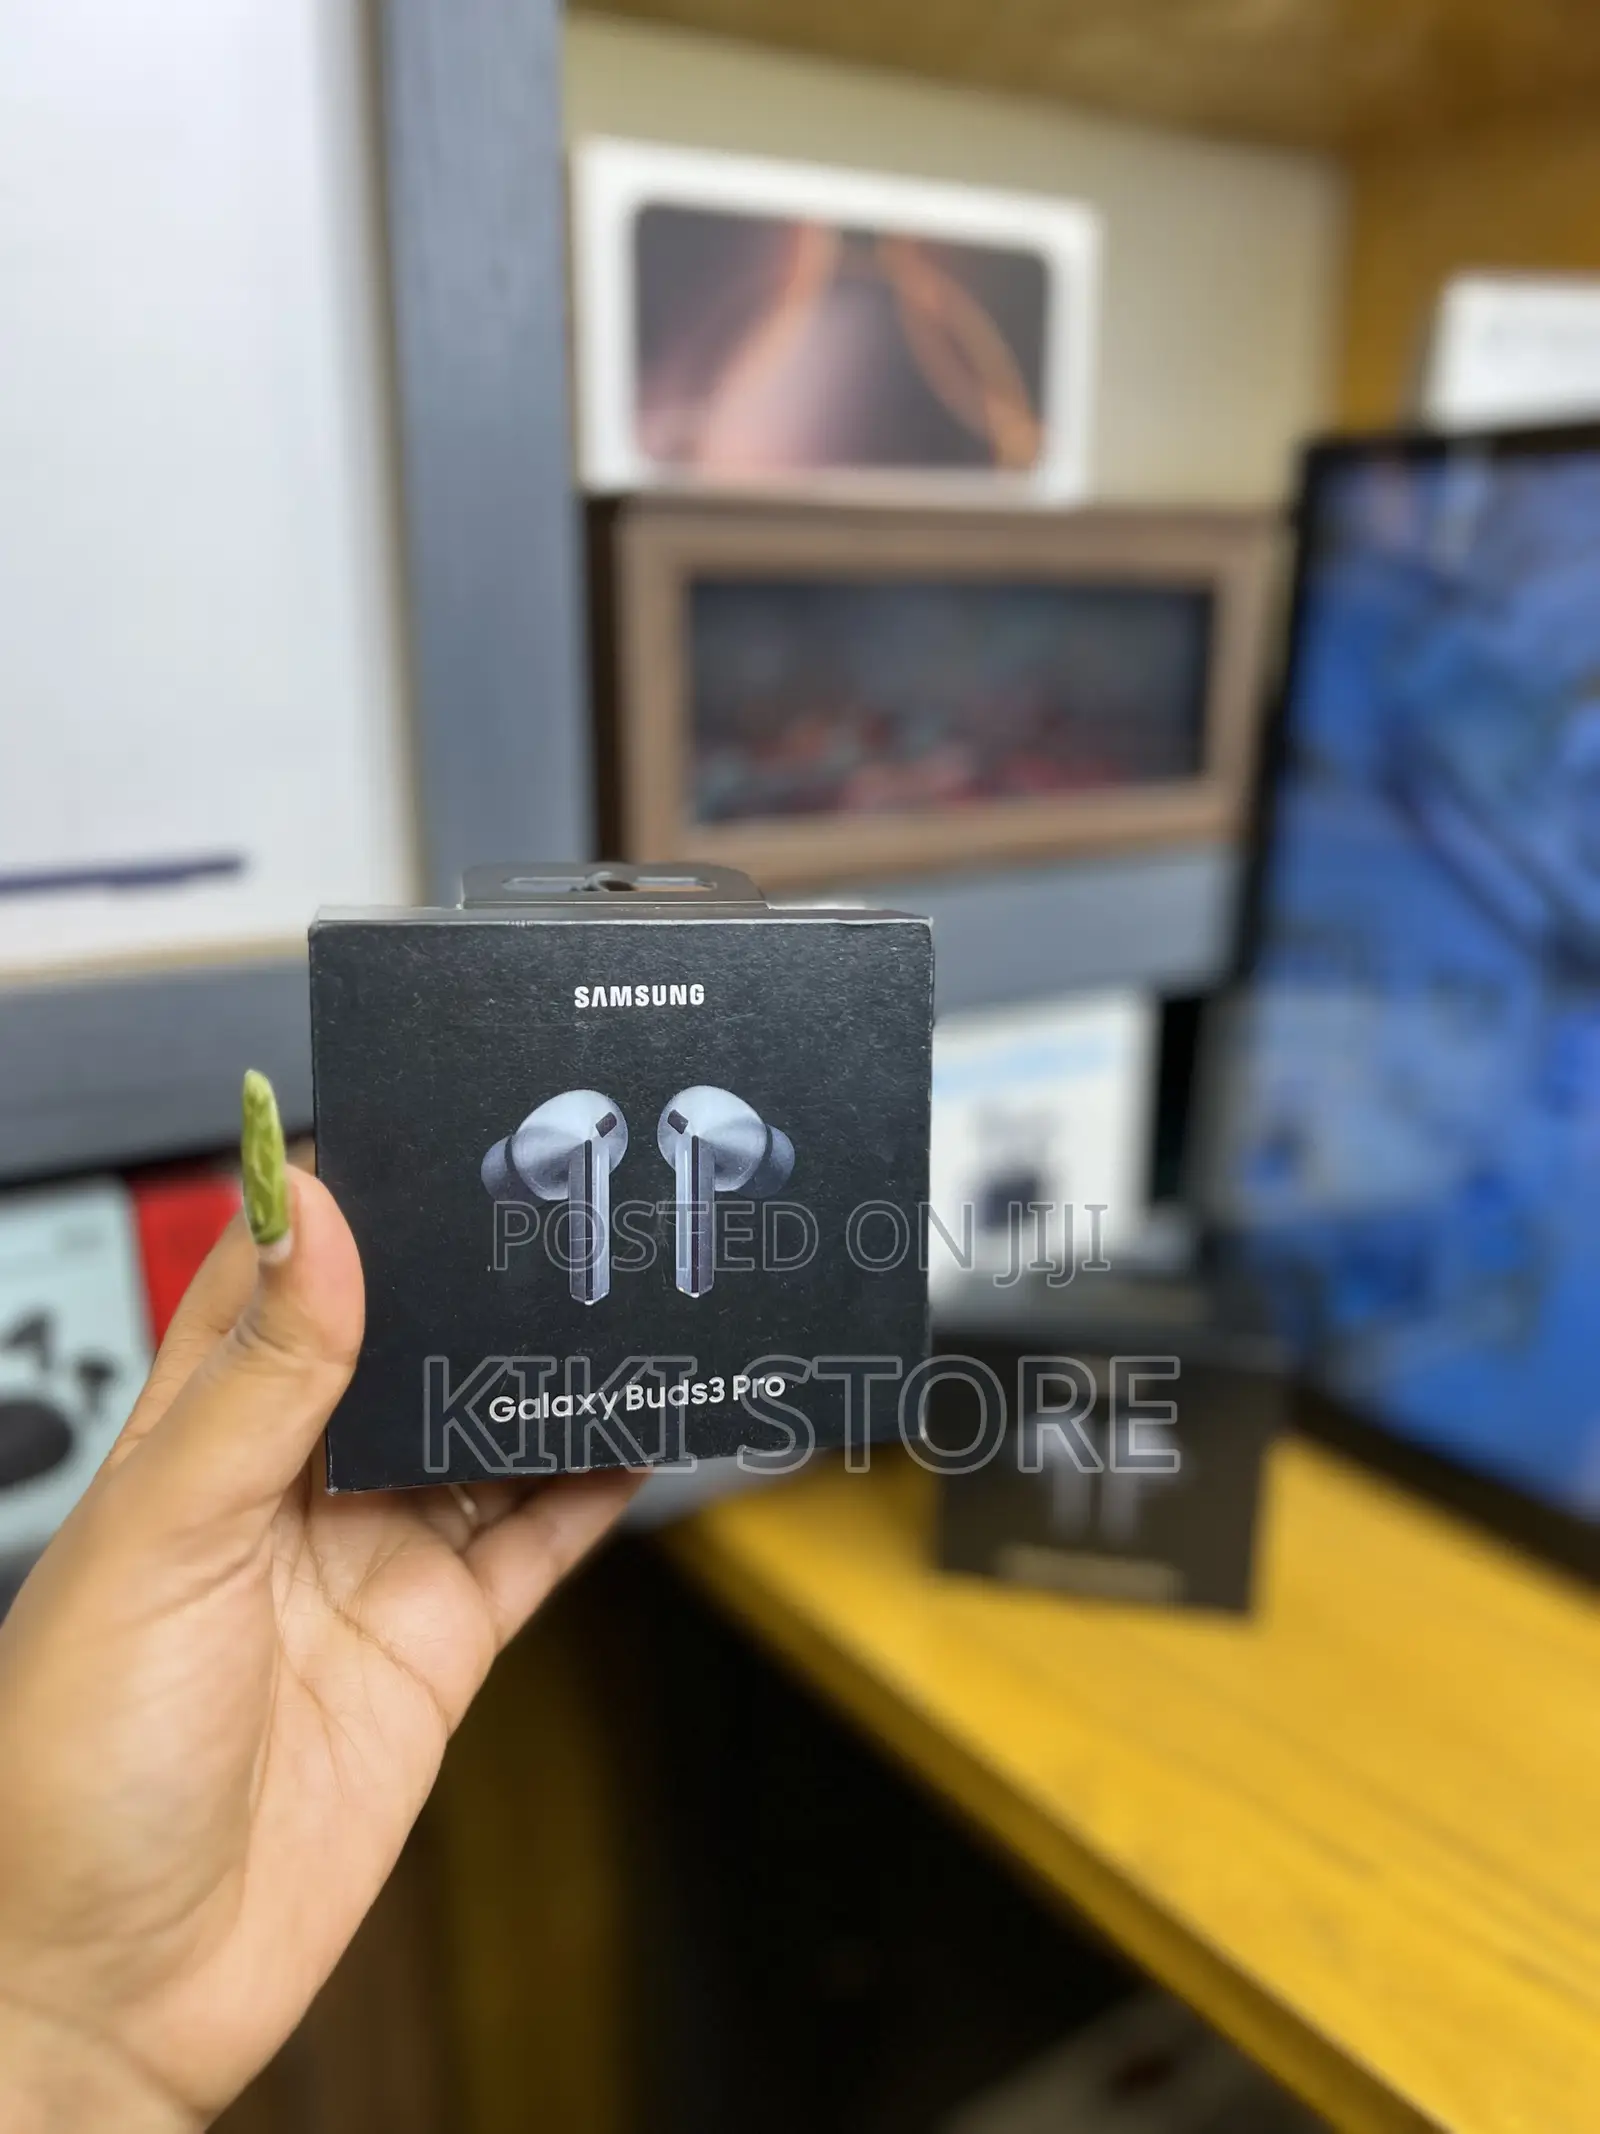 SAMSUNG
POSTED ON JIJI
KIKI STORE
Galaxy Buds3 Pro